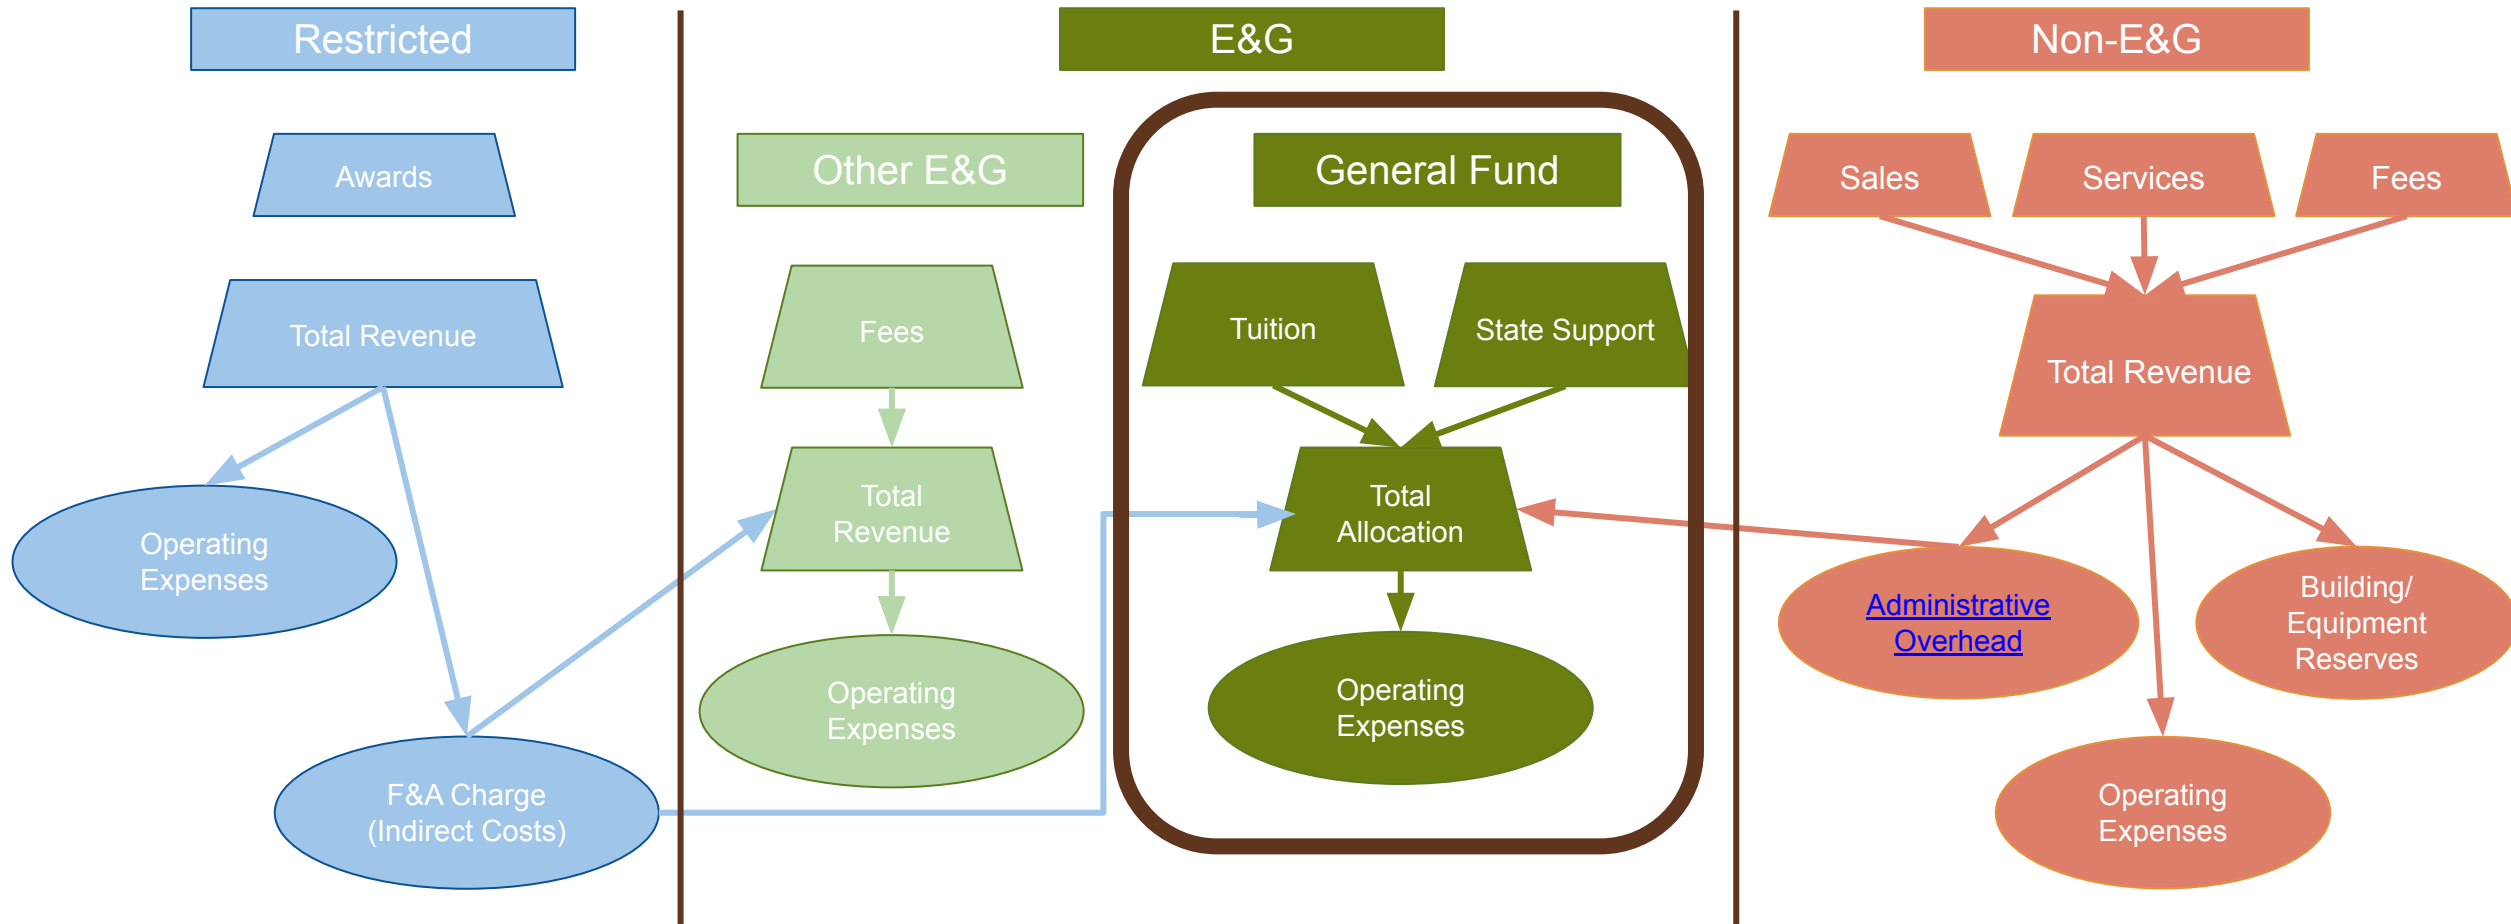 Restricted
E&G
Non-E&G
Awards
Other E&G
General Fund
Sales
Services
Fees
Total Revenue
Fees
Tuition
State Support
Total Revenue
Operating
Expenses
Total
Revenue
Total
Allocation
Administrative
Overhead
Building/
Equipment
Reserves
Operating
Expenses
Operating
Expenses
F&A Charge
(Indirect Costs)
Operating
Expenses